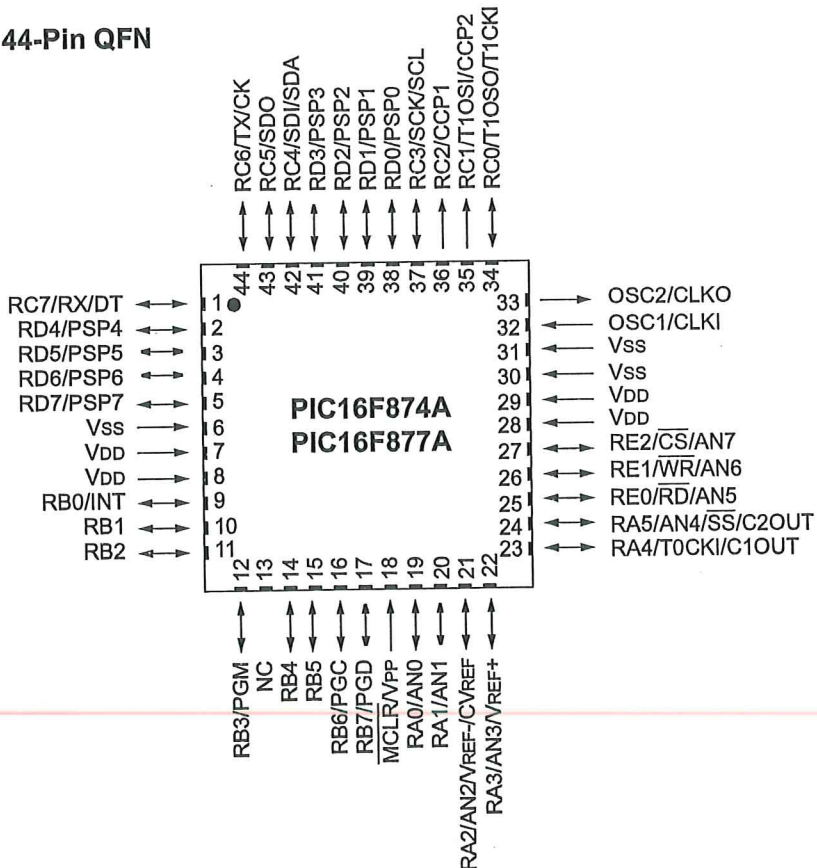 44-Pin QFN
RC6/TX/CK
RC5/SDO
RC4/SDI/SDA
RD3/PSP3
RD2/PSP2
RD1/PSP1
RD0/PSP0
RC3/SCK/SCL
RC2/CCP1
RC1/T1OSI/CCP2
RC0/T1OSO/T1CKI
44
43
42
41
40
39
38
37
36
35
34
RC7/RX/DT 1
RD4/PSP4 2
RD5/PSP5 3
RD6/PSP6 4
RD7/PSP7 5
VSS 6
VDD 7
VDD 8
RB0/INT 9
RB1 10
RB2 11
PIC16F874A
PIC16F877A
33 OSC2/CLKO
32 OSC1/CLKI
31 VSS
30 VSS
29 VDD
28 VDD
27 RE2/CS/AN7
26 RE1/WR/AN6
25 RE0/RD/AN5
24 RA5/AN4/SS/C2OUT
23 RA4/T0CKI/C1OUT
12
13
14
15
16
17
18
19
20
21
22
RB3/PGM
NC
RB4
RB5
RB6/PGC
RB7/PGD
MCLR/VPP
RA0/AN0
RA1/AN1
RA2/AN2/VREF-/CVREF
RA3/AN3/VREF+